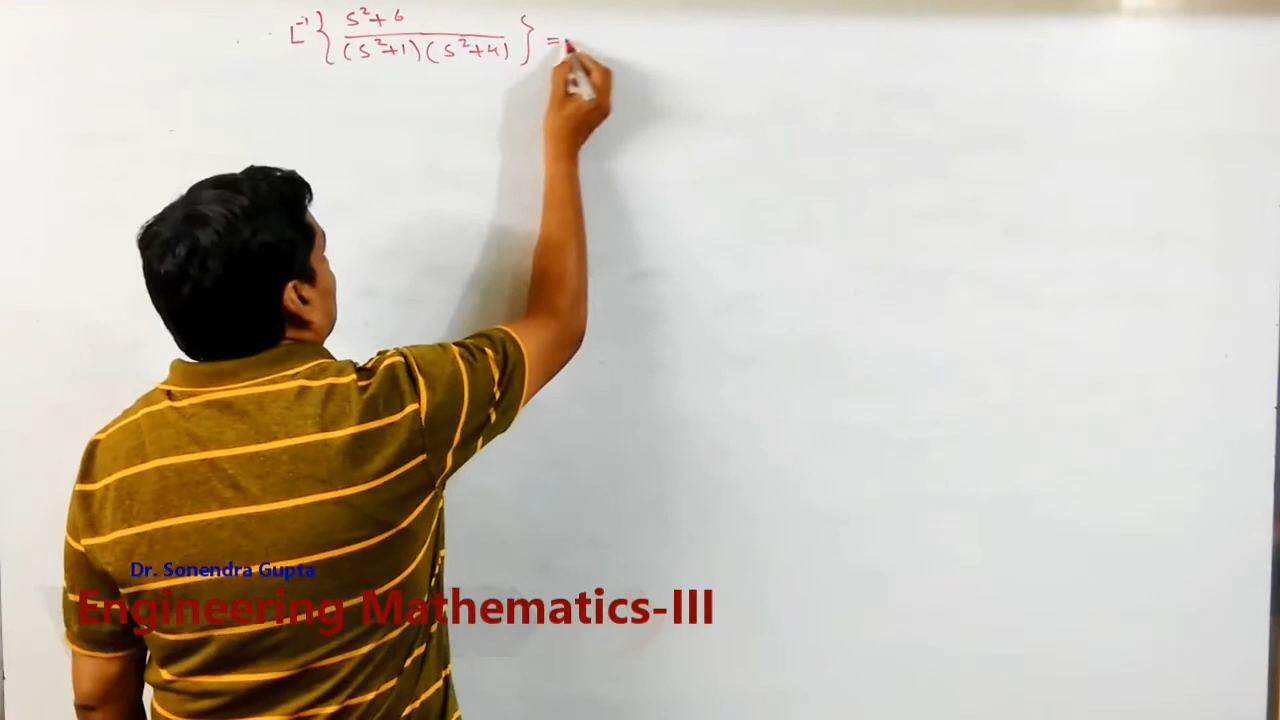 L⁻¹{ s²+6 / (s²+1)(s²+4) } =
Dr. Sonendra Gupta
Engineering Mathematics-III